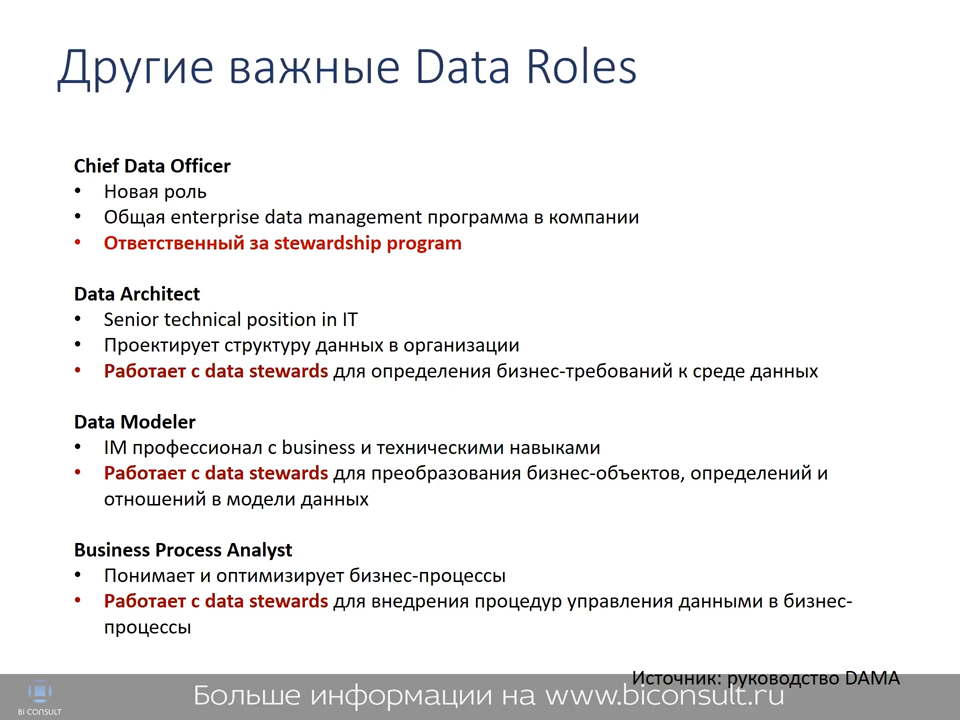 Другие важные Data Roles
Chief Data Officer
• Новая роль
• Общая enterprise data management программа в компании
• Ответственный за stewardship program
Data Architect
• Senior technical position in IT
• Проектирует структуру данных в организации
• Работает с data stewards для определения бизнес-требований к среде данных
Data Modeler
• IM профессионал с business и техническими навыками
• Работает с data stewards для преобразования бизнес-объектов, определений и
отношений в модели данных
Business Process Analyst
• Понимает и оптимизирует бизнес-процессы
• Работает с data stewards для внедрения процедур управления данными в бизнес-
процессы
Источник: руководство DAMA
Больше информации на www.biconsult.ru
BI CONSULT